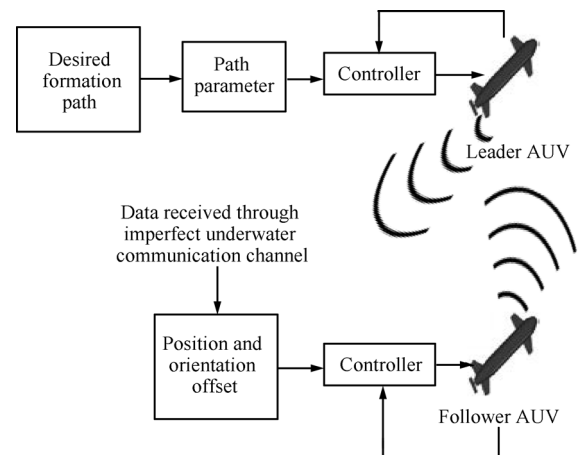 Desired
formation
path
Path
parameter
Controller
Leader AUV
Data received through
imperfect underwater
communication channel
Position and
orientation
offset
Controller
Follower AUV